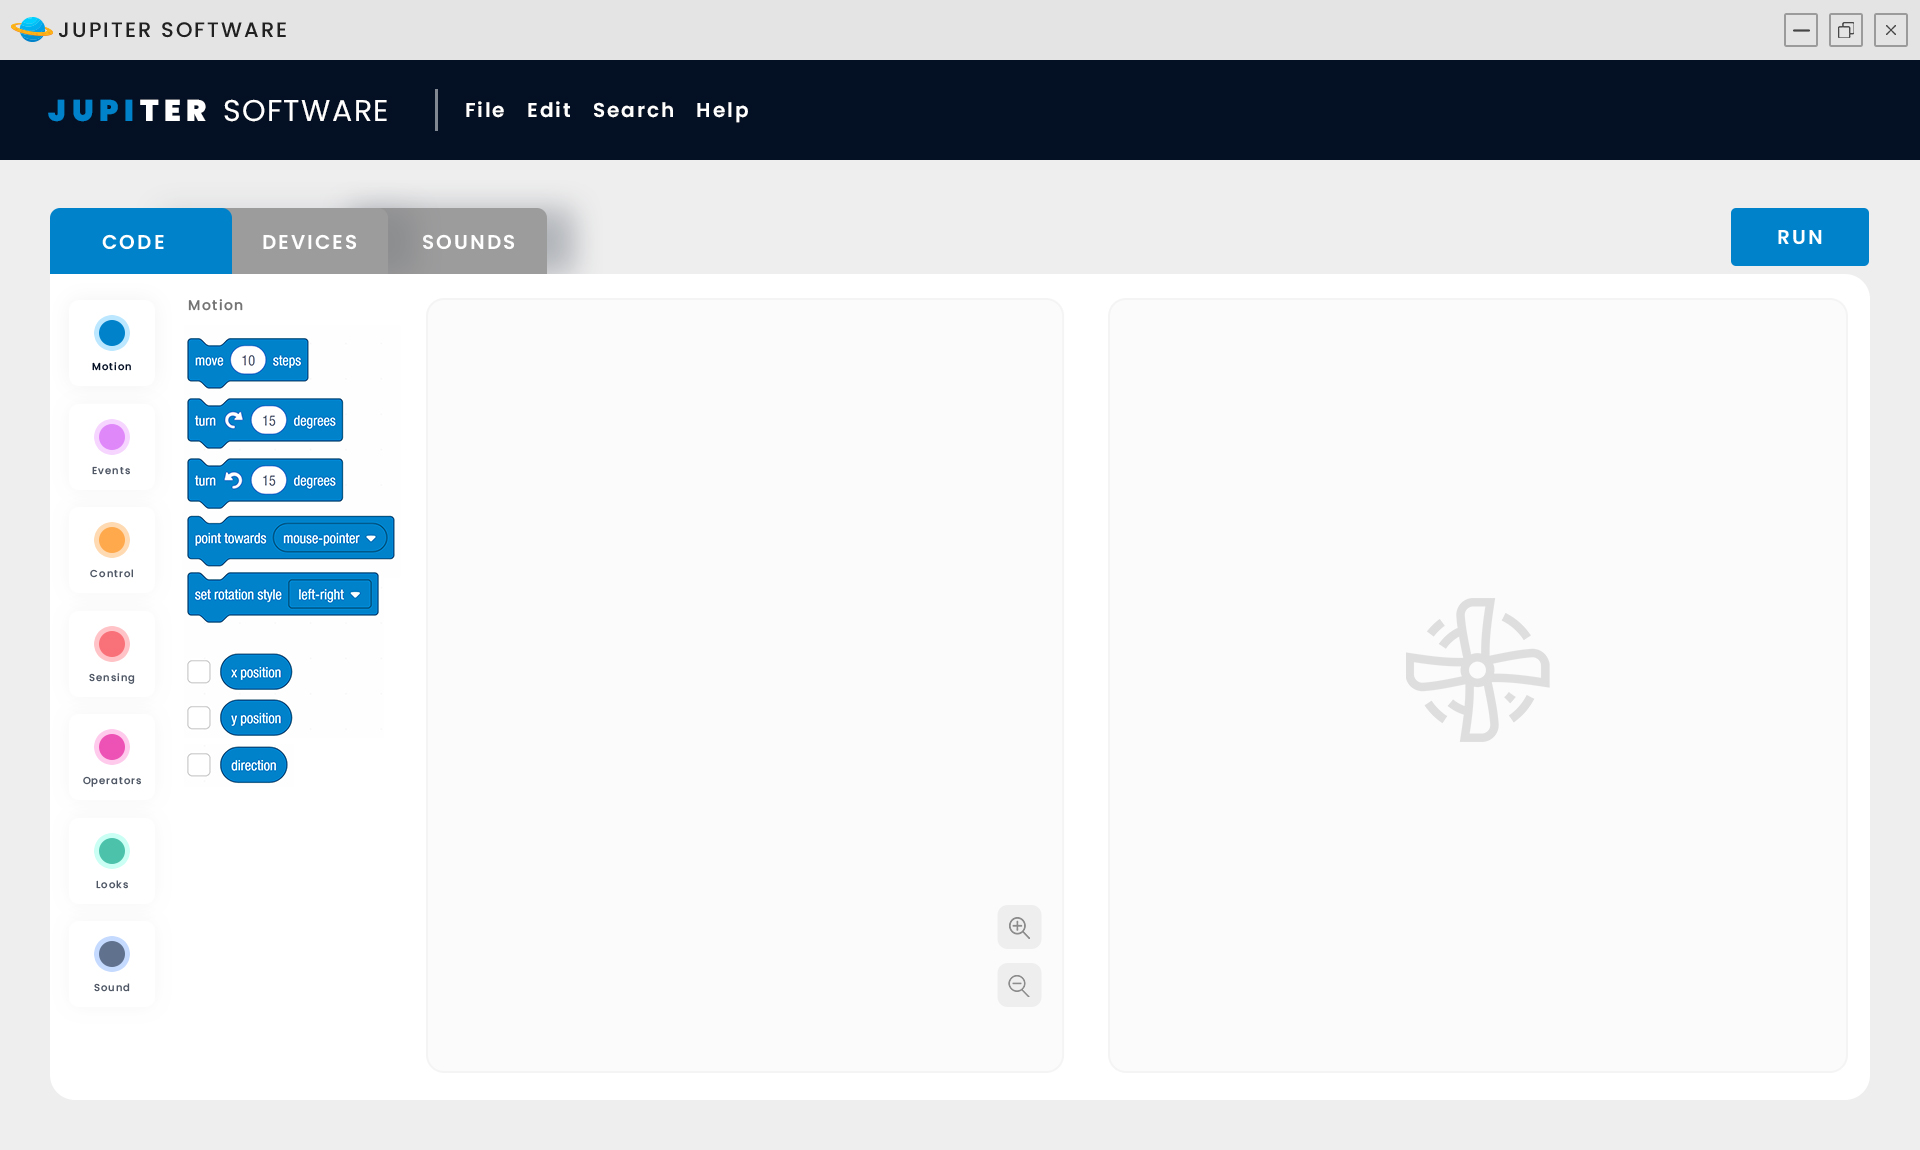 JUPITER SOFTWARE
JUPITER SOFTWARE
File Edit Search Help
CODE DEVICES SOUNDS
RUN
Motion
Events
Control
Sensing
Operators
Looks
Sound
Motion
move 10 steps
turn 15 degrees
turn 15 degrees
point towards mouse-pointer
set rotation style left-right
x position
y position
direction